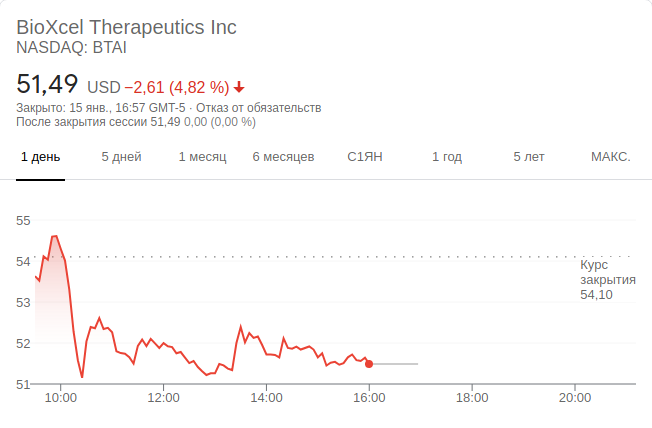 BioXcel Therapeutics Inc
NASDAQ: BTAI
51,49 USD −2,61 (4,82 %)
Закрыто: 15 янв., 16:57 GMT-5 · Отказ от обязательств
После закрытия сессии 51,49 0,00 (0,00 %)
1 день 5 дней 1 месяц 6 месяцев С1ЯН 1 год 5 лет МАКС.
55
54
53
52
51
Курс
закрытия
54,10
10:00 12:00 14:00 16:00 18:00 20:00